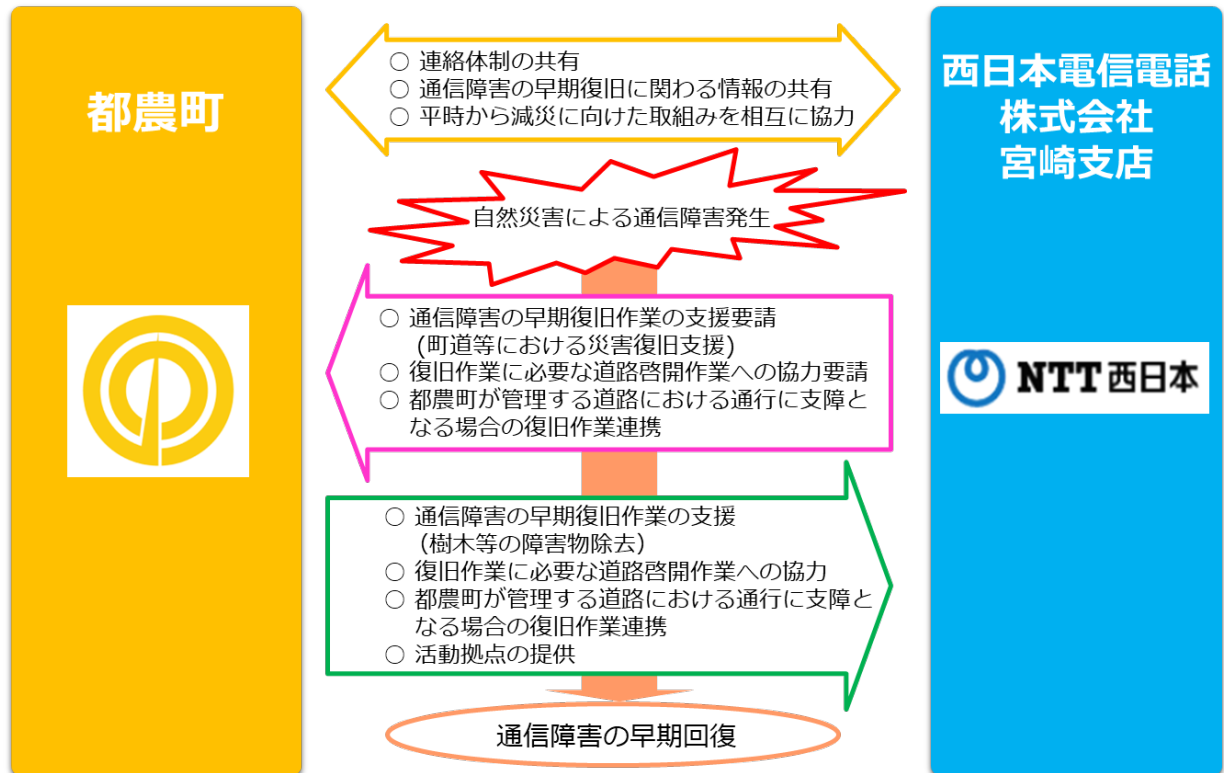 都農町
○ 連絡体制の共有
○ 通信障害の早期復旧に関わる情報の共有
○ 平時から減災に向けた取組みを相互に協力
西日本電信電話
株式会社
宮崎支店
自然災害による通信障害発生
○ 通信障害の早期復旧作業の支援要請
(町道等における災害復旧支援)
○ 復旧作業に必要な道路啓開作業への協力要請
○ 都農町が管理する道路における通行に支障と
なる場合の復旧作業連携
NTT西日本
○ 通信障害の早期復旧作業の支援
(樹木等の障害物除去)
○ 復旧作業に必要な道路啓開作業への協力
○ 都農町が管理する道路における通行に支障と
なる場合の復旧作業連携
○ 活動拠点の提供
通信障害の早期回復